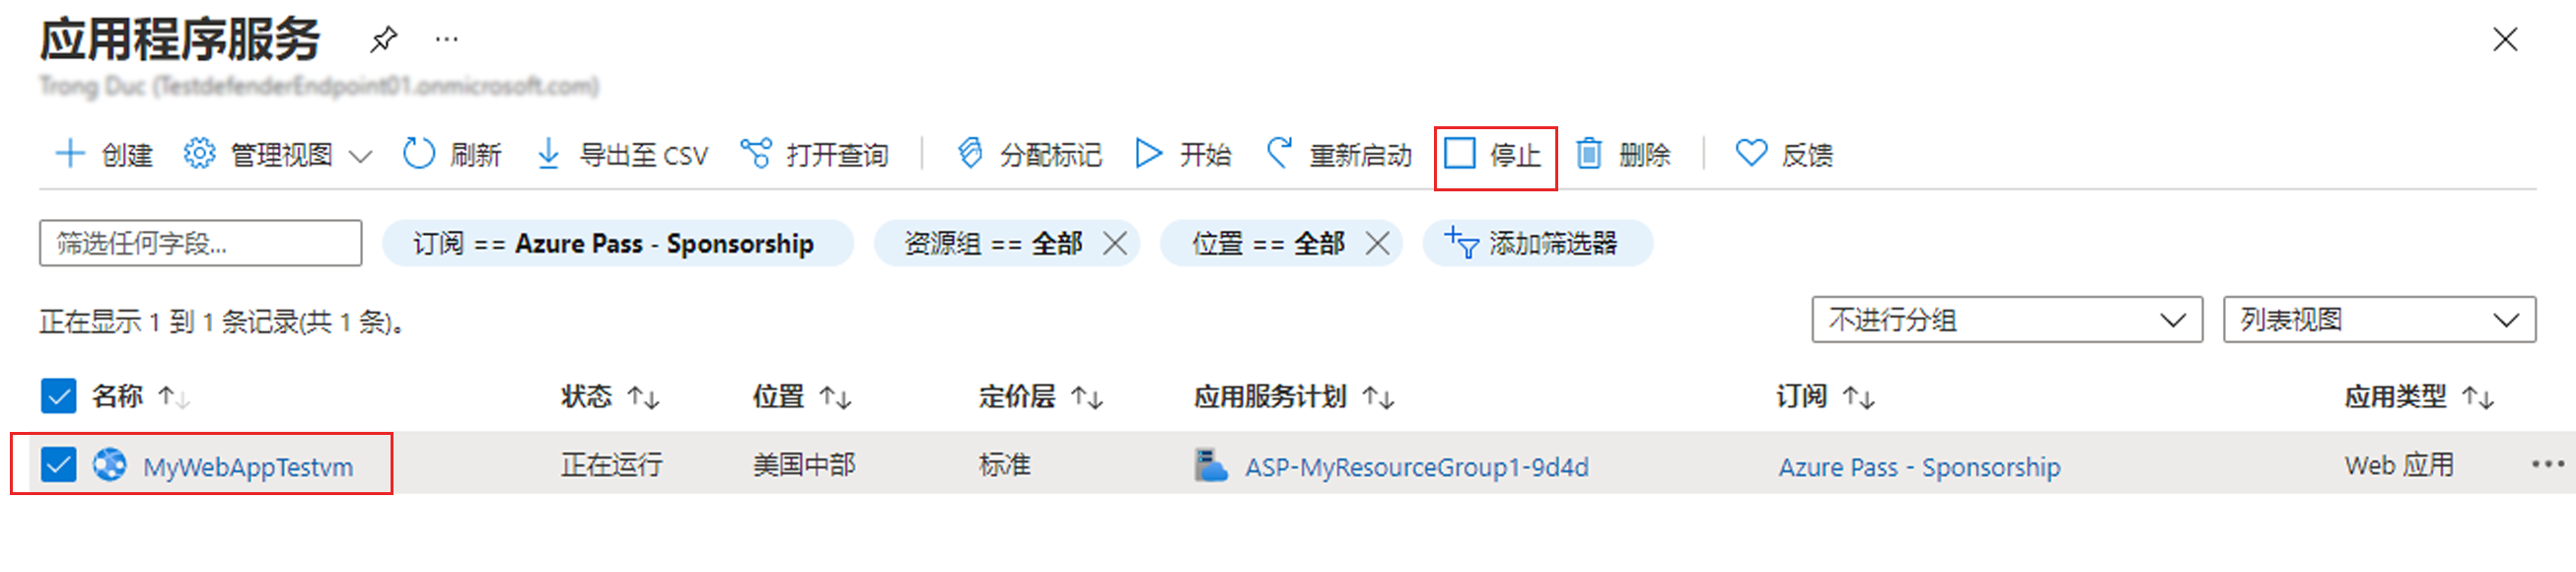 应用程序服务
Trong Duc (TestdefenderEndpoint01.onmicrosoft.com)
创建 管理视图 刷新 导出至 CSV 打开查询 分配标记 开始 重新启动 停止 删除 反馈
筛选任何字段... 订阅 == Azure Pass - Sponsorship 资源组 == 全部 位置 == 全部 添加筛选器
正在显示 1 到 1 条记录(共 1 条)。 不进行分组 列表视图
名称 状态 位置 定价层 应用服务计划 订阅 应用类型
MyWebAppTestvm 正在运行 美国中部 标准 ASP-MyResourceGroup1-9d4d Azure Pass - Sponsorship Web 应用